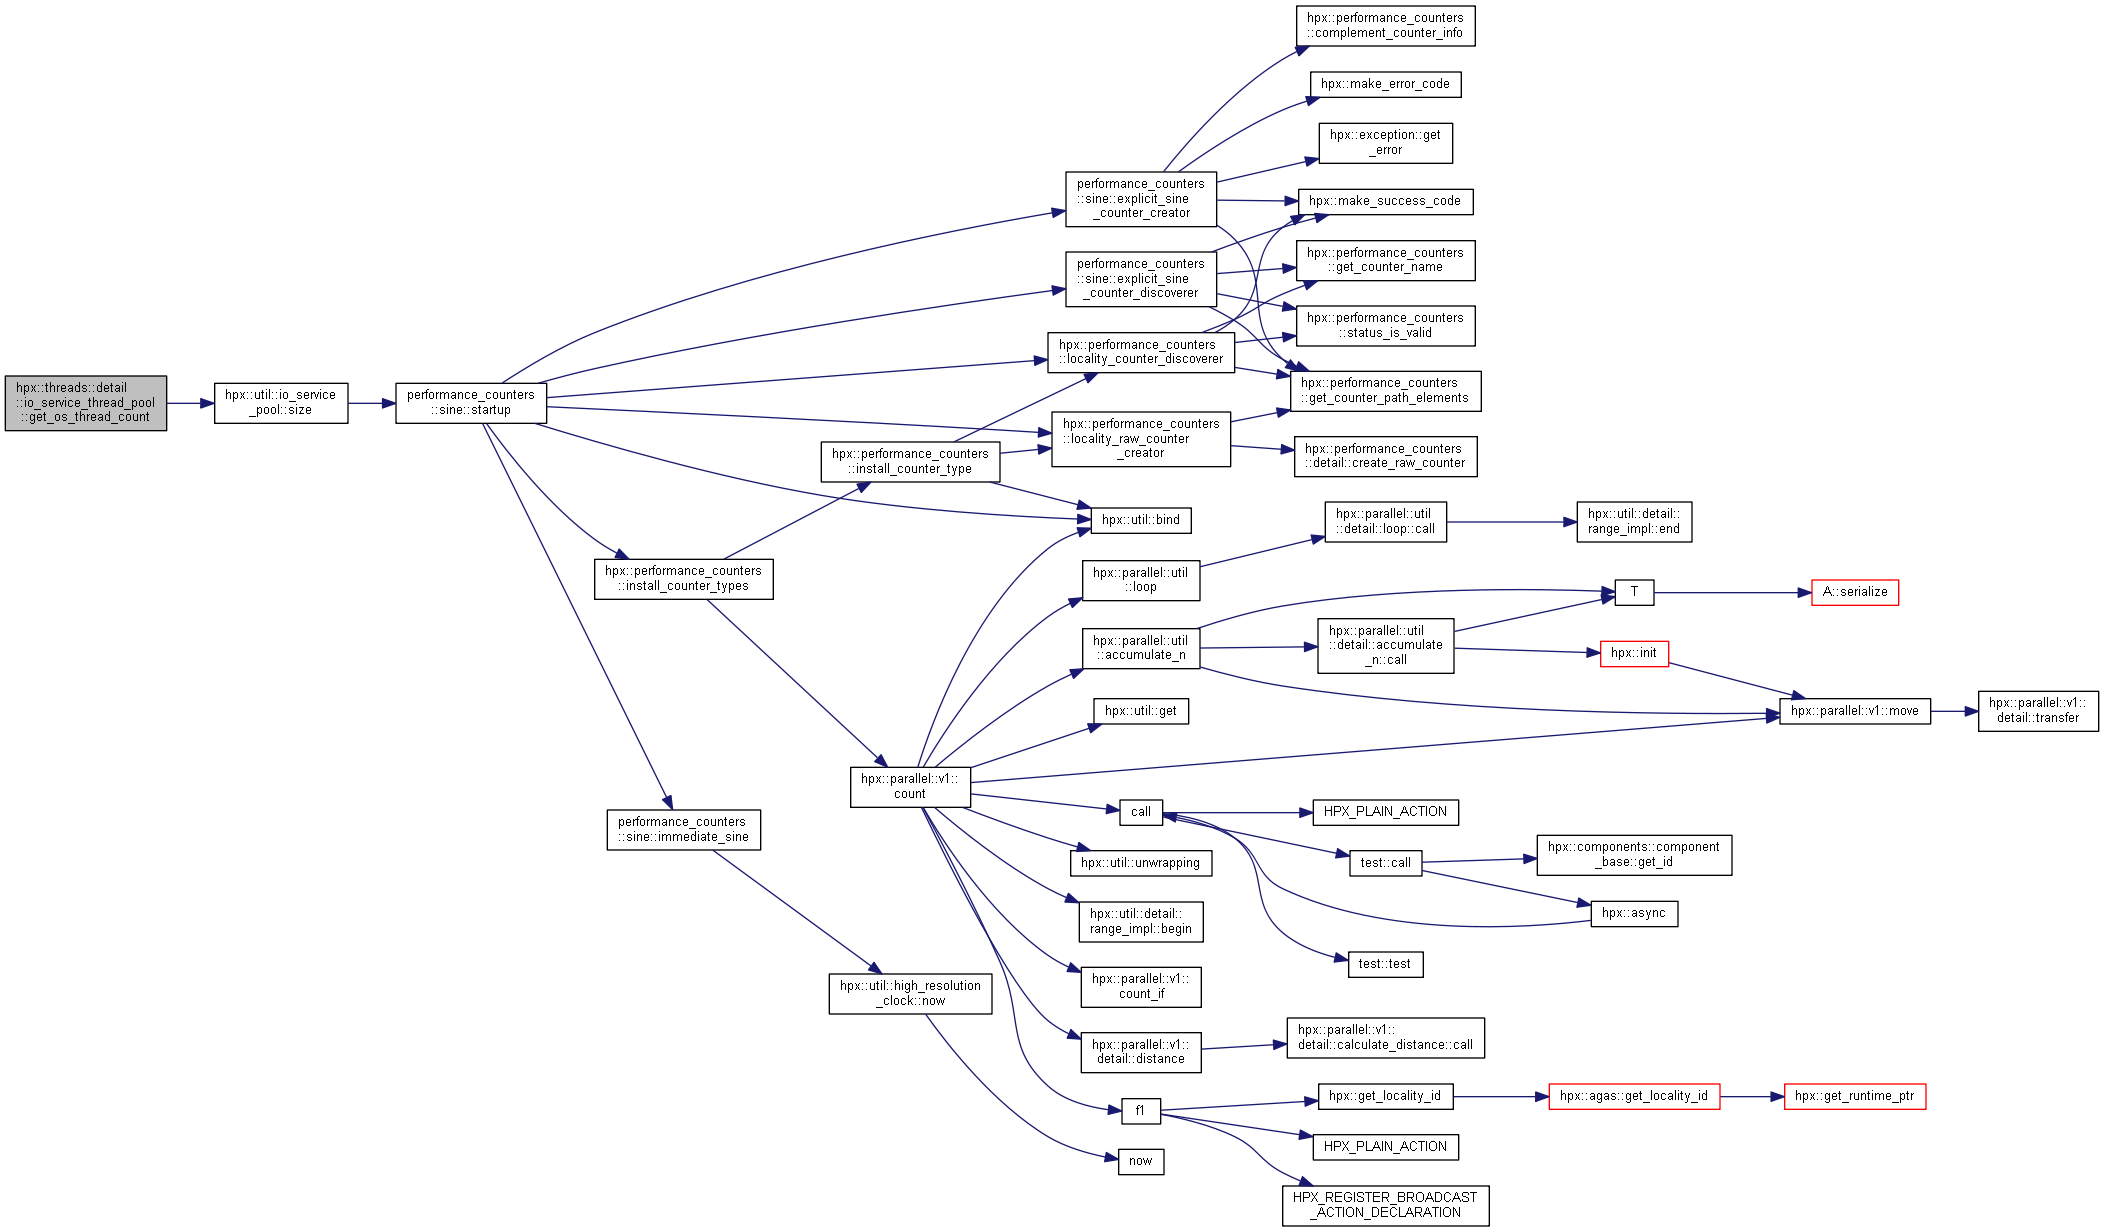 hpx::threads::detail
::io_service_thread_pool
::get_os_thread_count
hpx::util::io_service
_pool::size
performance_counters
::sine::startup
hpx::performance_counters
::install_counter_types
performance_counters
::sine::immediate_sine
hpx::performance_counters
::install_counter_type
hpx::parallel::v1::
count
hpx::util::high_resolution
_clock::now
performance_counters
::sine::explicit_sine
_counter_creator
performance_counters
::sine::explicit_sine
_counter_discoverer
hpx::performance_counters
::locality_counter_discoverer
hpx::performance_counters
::locality_raw_counter
_creator
hpx::util::bind
hpx::parallel::util
::loop
hpx::parallel::util
::accumulate_n
hpx::util::get
call
hpx::util::unwrapping
hpx::util::detail::
range_impl::begin
hpx::parallel::v1::
count_if
hpx::parallel::v1::
detail::distance
f1
now
hpx::performance_counters
::complement_counter_info
hpx::make_error_code
hpx::exception::get
_error
hpx::make_success_code
hpx::performance_counters
::get_counter_name
hpx::performance_counters
::status_is_valid
hpx::performance_counters
::get_counter_path_elements
hpx::performance_counters
::detail::create_raw_counter
hpx::parallel::util
::detail::loop::call
hpx::parallel::util
::detail::accumulate
_n::call
HPX_PLAIN_ACTION
test::call
test::test
hpx::parallel::v1::
detail::calculate_distance::call
hpx::get_locality_id
HPX_PLAIN_ACTION
HPX_REGISTER_BROADCAST
_ACTION_DECLARATION
hpx::util::detail::
range_impl::end
T
hpx::init
hpx::components::component
_base::get_id
hpx::async
hpx::agas::get_locality_id
A::serialize
hpx::parallel::v1::move
hpx::get_runtime_ptr
hpx::parallel::v1::
detail::transfer